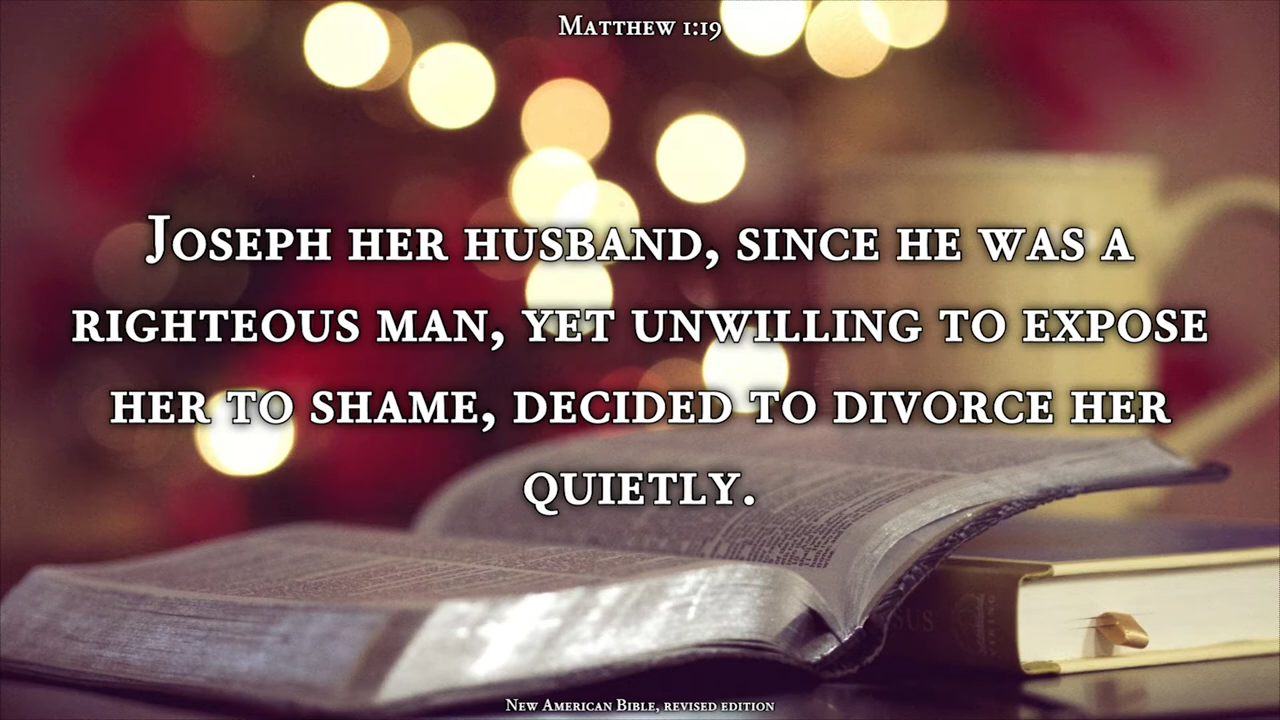 Matthew 1:19
Joseph her husband, since he was a
righteous man, yet unwilling to expose
her to shame, decided to divorce her
quietly.
New American Bible, revised edition